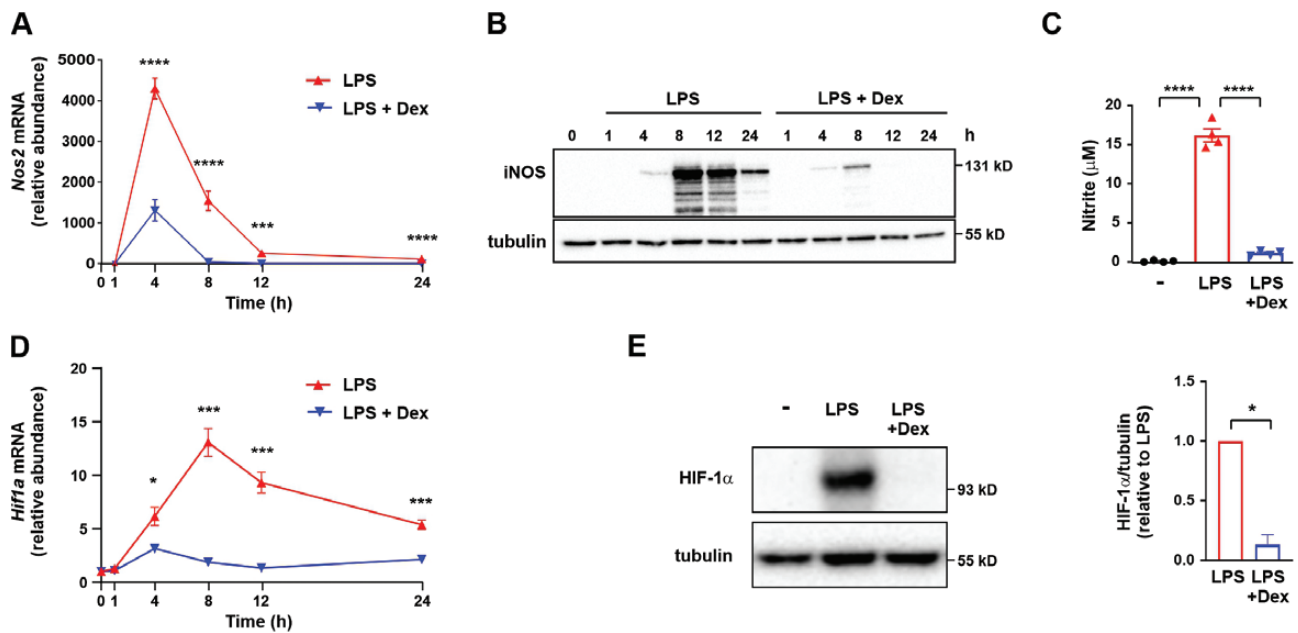 A
Nos2 mRNA
(relative abundance)
5000
4000
3000
2000
1000
0
****
****
***
****
LPS
LPS + Dex
0 1 4 8 12 24
Time (h)
B
LPS LPS + Dex
0 1 4 8 12 24 1 4 8 12 24 h
iNOS
131 kD
tubulin
55 kD
C
Nitrite (μM)
20
15
10
5
0
**** ****
- LPS LPS
+Dex
D
Hif1a mRNA
(relative abundance)
20
15
10
5
0
*
***
***
***
LPS
LPS + Dex
0 1 4 8 12 24
Time (h)
E
- LPS LPS
+Dex
HIF-1α
93 kD
tubulin
55 kD
HIF-1α/tubulin
(relative to LPS)
1.5
1.0
0.5
0.0
*
LPS LPS
+Dex